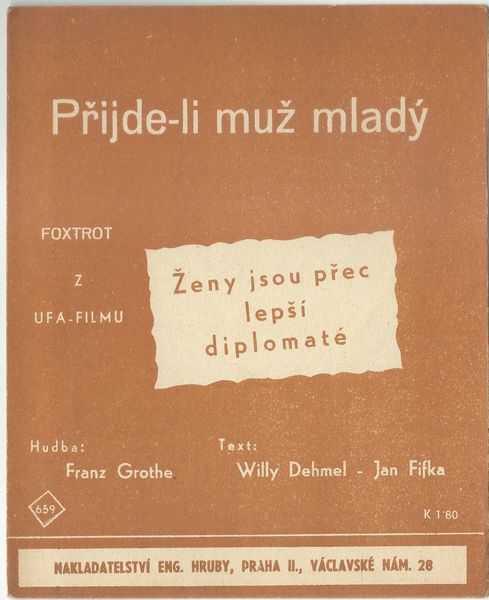 Přijde-li muž mladý
FOXTROT
Z
UFA-FILMU
Ženy jsou přec
lepší
diplomaté
Hudba:
Franz Grothe
Text:
Willy Dehmel - Jan Fifka
659
K 1'80
NAKLADATELSTVÍ ENG. HRUBY, PRAHA II., VÁCLAVSKÉ NÁM. 28